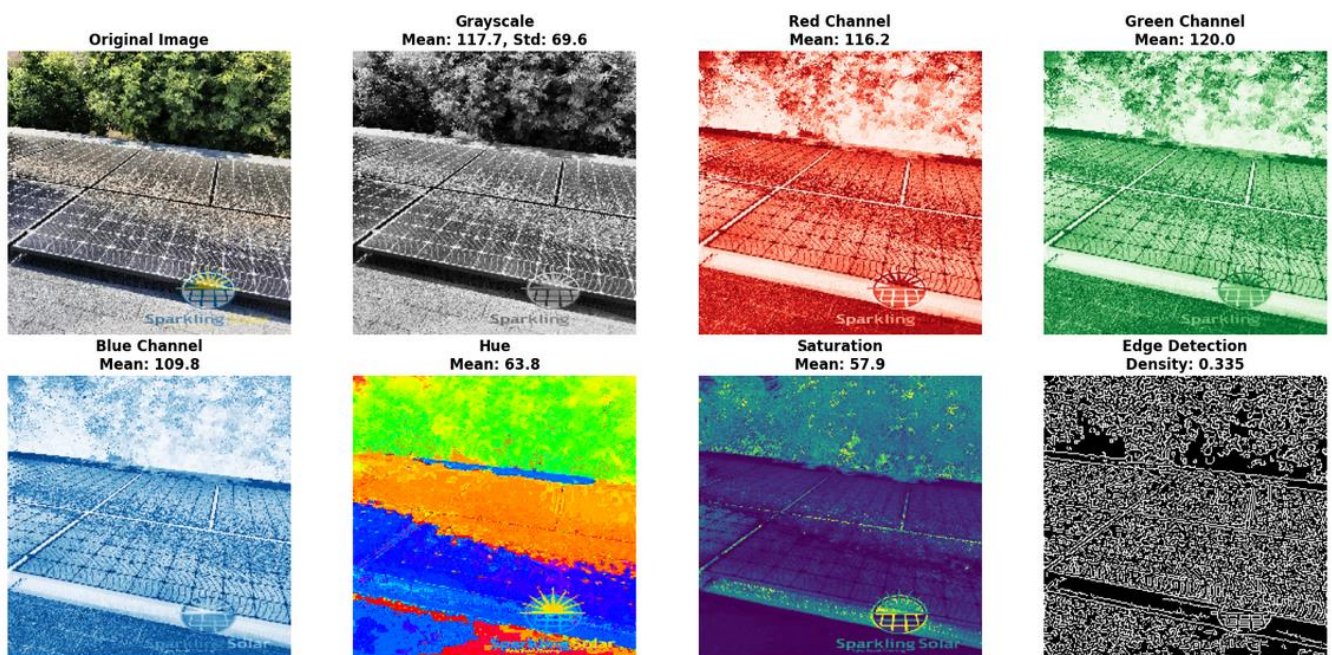 Original Image
Grayscale
Mean: 117.7, Std: 69.6
Red Channel
Mean: 116.2
Green Channel
Mean: 120.0
Sparkling Solar
Sparkling
Sparkling
Sparkling
Blue Channel
Mean: 109.8
Hue
Mean: 63.8
Saturation
Mean: 57.9
Edge Detection
Density: 0.335
Sparkling Solar
Sparkling Solar